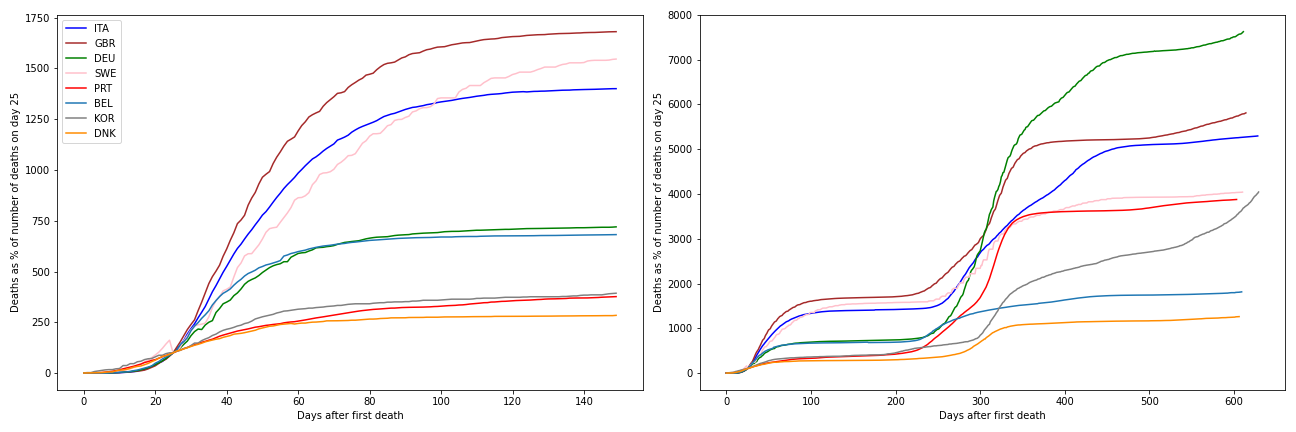 Deaths as % of number of deaths on day 25
1750
1500
1250
1000
750
500
250
0
ITA
GBR
DEU
SWE
PRT
BEL
KOR
DNK
0 20 40 60 80 100 120 140
Days after first death
Deaths as % of number of deaths on day 25
8000
7000
6000
5000
4000
3000
2000
1000
0
0 100 200 300 400 500 600
Days after first death